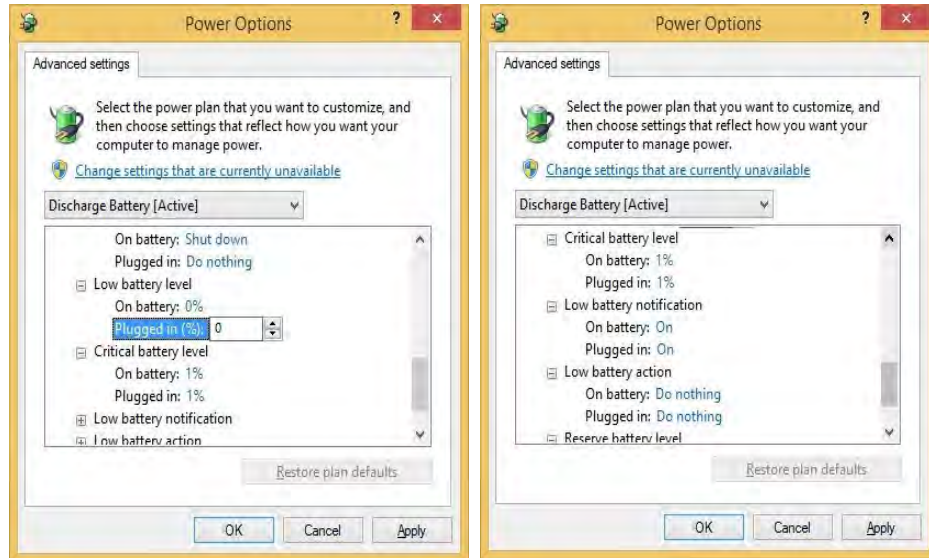 Power Options
?
×
Advanced settings
Select the power plan that you want to customize, and
then choose settings that reflect how you want your
computer to manage power.
Change settings that are currently unavailable
Discharge Battery [Active]
On battery: Shut down
Plugged in: Do nothing
Low battery level
On battery: 0%
Plugged in (%): 0
Critical battery level
On battery: 1%
Plugged in: 1%
Low battery notification
Low battery action
Restore plan defaults
OK Cancel Apply
Power Options
?
×
Advanced settings
Select the power plan that you want to customize, and
then choose settings that reflect how you want your
computer to manage power.
Change settings that are currently unavailable
Discharge Battery [Active]
Critical battery level
On battery: 1%
Plugged in: 1%
Low battery notification
On battery: On
Plugged in: On
Low battery action
On battery: Do nothing
Plugged in: Do nothing
Reserve battery level
Restore plan defaults
OK Cancel Apply